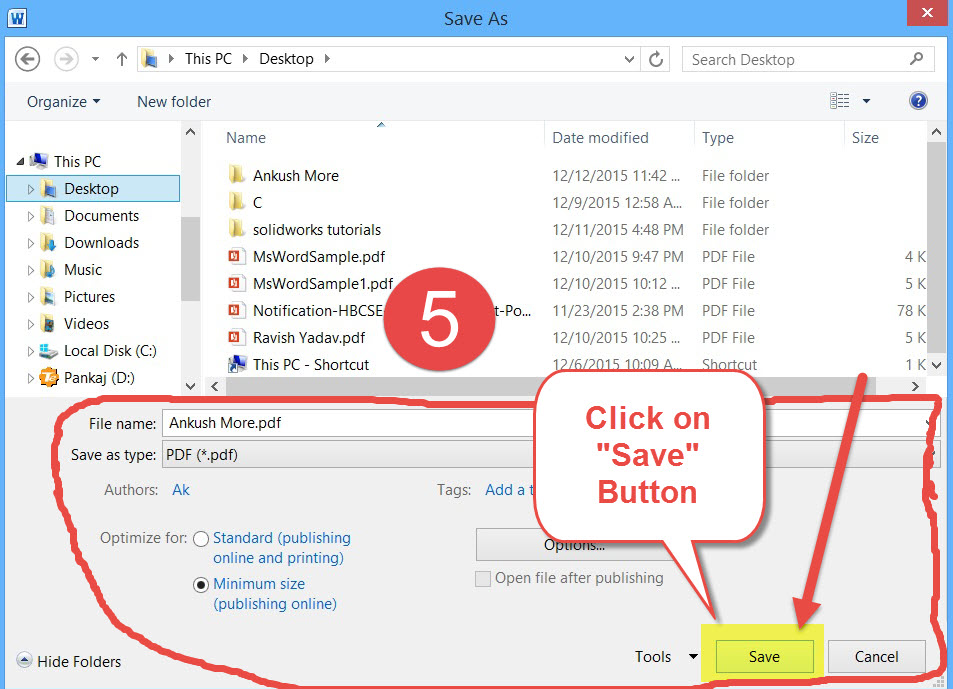 Save As
This PC Desktop
Search Desktop
Organize New folder
Name Date modified Type Size
This PC
Desktop
Documents
Downloads
Music
Pictures
Videos
Local Disk (C:)
Pankaj (D:)
Ankush More 12/12/2015 11:42 ... File folder
C 12/9/2015 12:58 A... File folder
solidworks tutorials 12/11/2015 4:48 PM File folder
MsWordSample.pdf 12/10/2015 9:47 PM PDF File 4 K
MsWordSample1.pdf 12/10/2015 10:12 ... PDF File 5 K
Notification-HBCSE t-Po... 11/23/2015 2:38 PM PDF File 78 K
Ravish Yadav.pdf 12/10/2015 10:25 ... PDF File 5 K
This PC - Shortcut 12/6/2015 10:09 A... Shortcut 1 K
5
File name: Ankush More.pdf
Save as type: PDF (*.pdf)
Authors: Ak Tags: Add a t
Click on
"Save"
Button
Optimize for: Standard (publishing
online and printing)
Minimum size
(publishing online)
Options...
Open file after publishing
Hide Folders
Tools Save Cancel